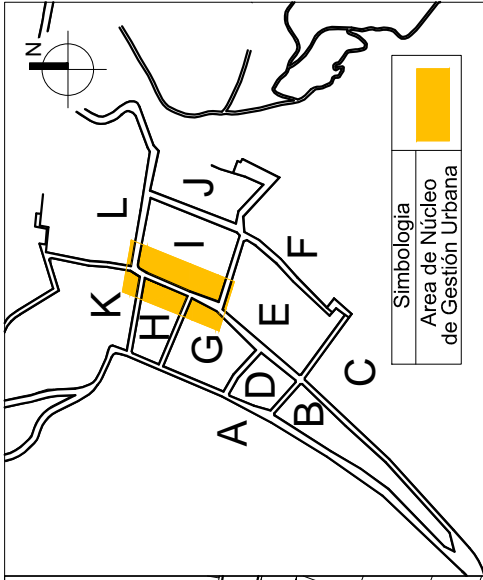 N
L
J
K
I
H
F
G
E
A
D
B
C
Simbologia
Area de Núcleo
de Gestión Urbana